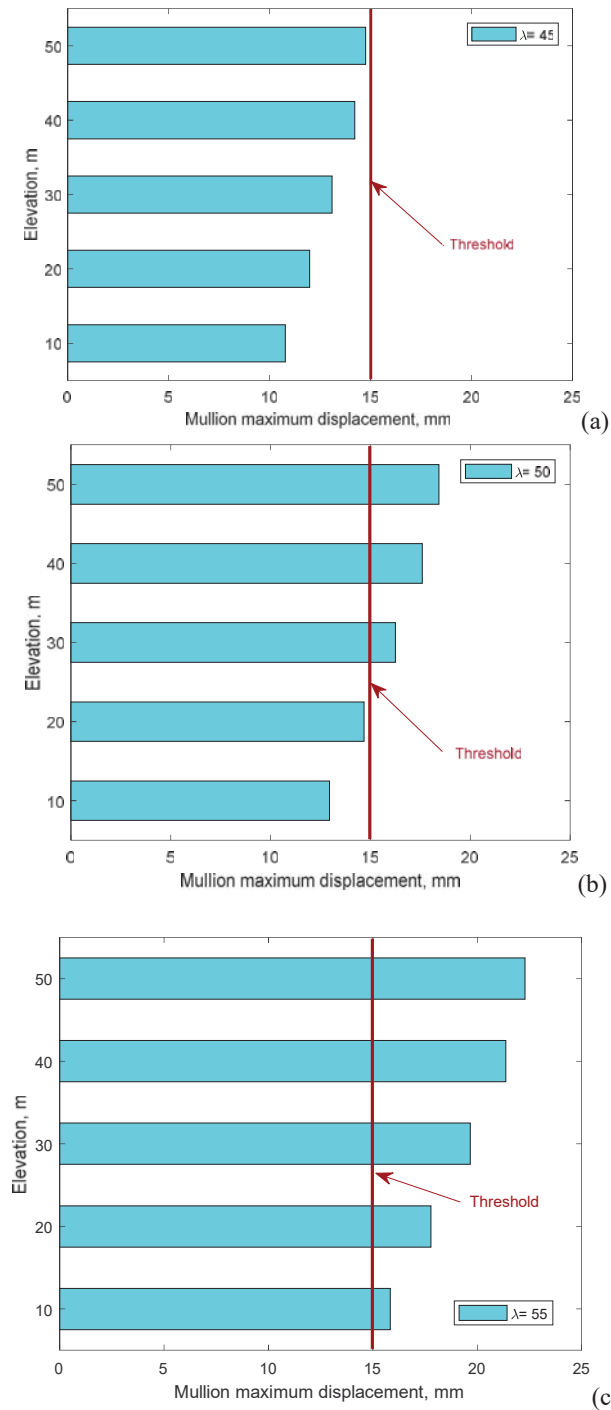 50
λ= 45
40
30
Threshold
20
10
Elevation, m
0 5 10 15 20 25
Mullion maximum displacement, mm
(a)
50
λ= 50
40
30
20
Threshold
10
Elevation, m
0 5 10 15 20 25
Mullion maximum displacement, mm
(b)
50
40
30
Threshold
20
10
λ= 55
Elevation, m
0 5 10 15 20 25
Mullion maximum displacement, mm
(c